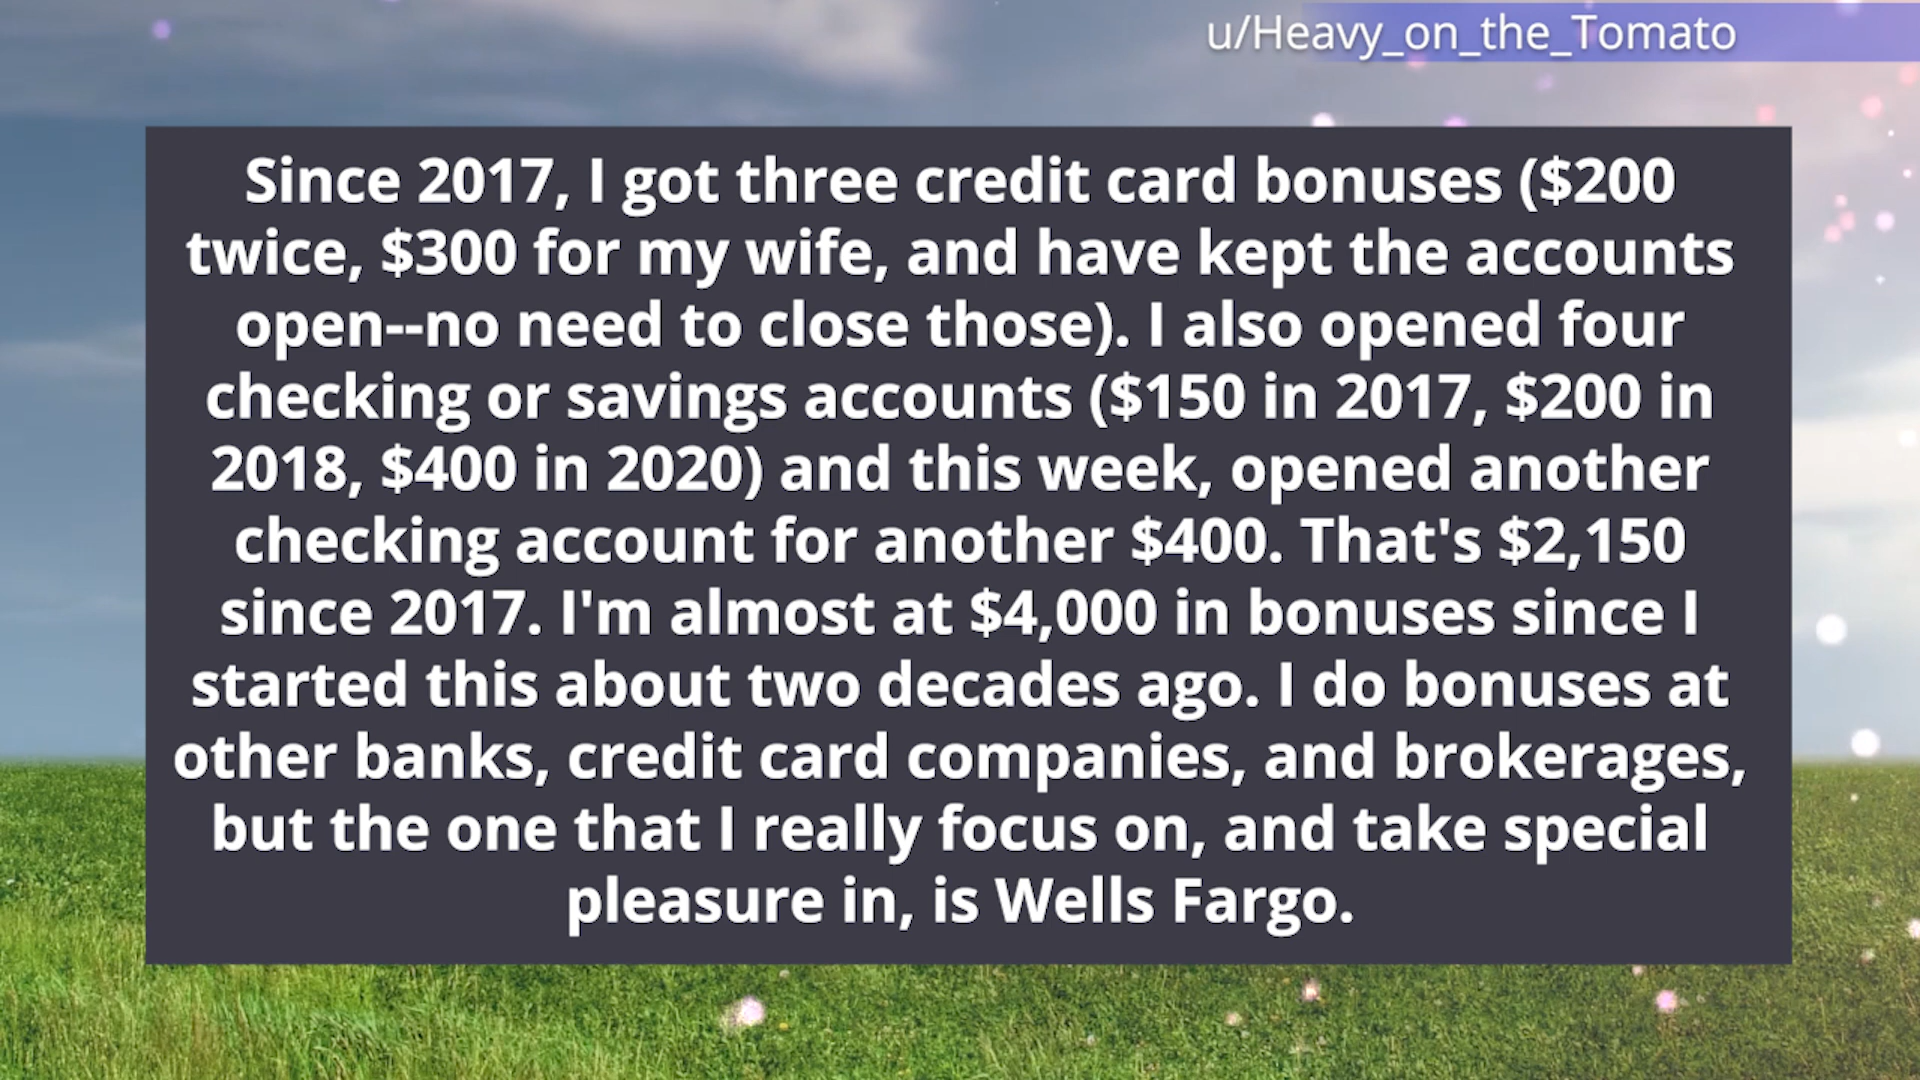 u/Heavy_on_the_Tomato
Since 2017, I got three credit card bonuses ($200
twice, $300 for my wife, and have kept the accounts
open--no need to close those). I also opened four
checking or savings accounts ($150 in 2017, $200 in
2018, $400 in 2020) and this week, opened another
checking account for another $400. That's $2,150
since 2017. I'm almost at $4,000 in bonuses since I
started this about two decades ago. I do bonuses at
other banks, credit card companies, and brokerages,
but the one that I really focus on, and take special
pleasure in, is Wells Fargo.